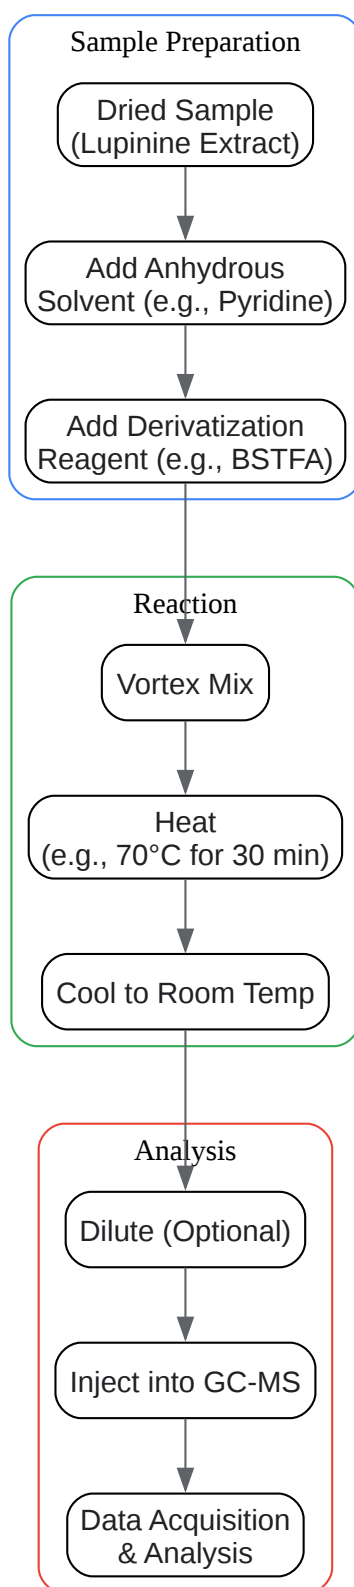 Sample Preparation
Dried Sample
(Lupinine Extract)
Add Anhydrous
Solvent (e.g., Pyridine)
Add Derivatization
Reagent (e.g., BSTFA)
Reaction
Vortex Mix
Heat
(e.g., 70°C for 30 min)
Cool to Room Temp
Analysis
Dilute (Optional)
Inject into GC-MS
Data Acquisition
& Analysis